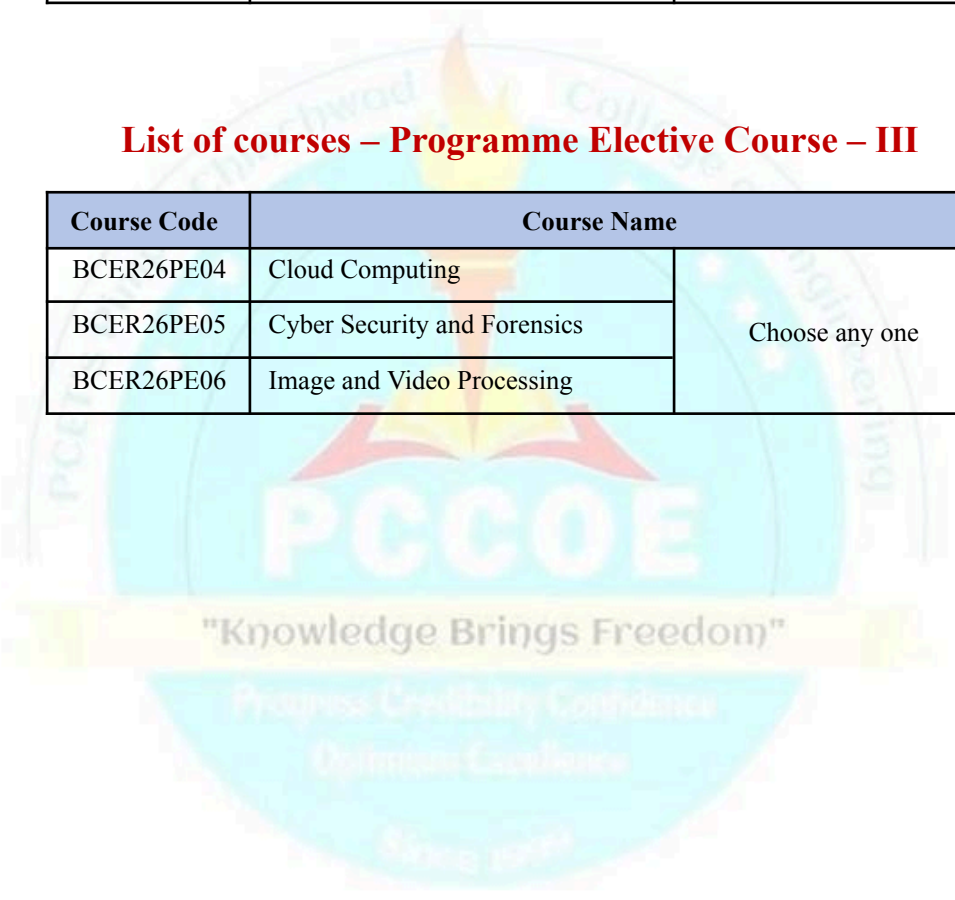 List of courses – Programme Elective Course – III
Course Code Course Name
BCER26PE04 Cloud Computing
BCER26PE05 Cyber Security and Forensics Choose any one
BCER26PE06 Image and Video Processing
PCCOE
"Knowledge Brings Freedom"
Progress Credibility Confidence
Optimum Excellence